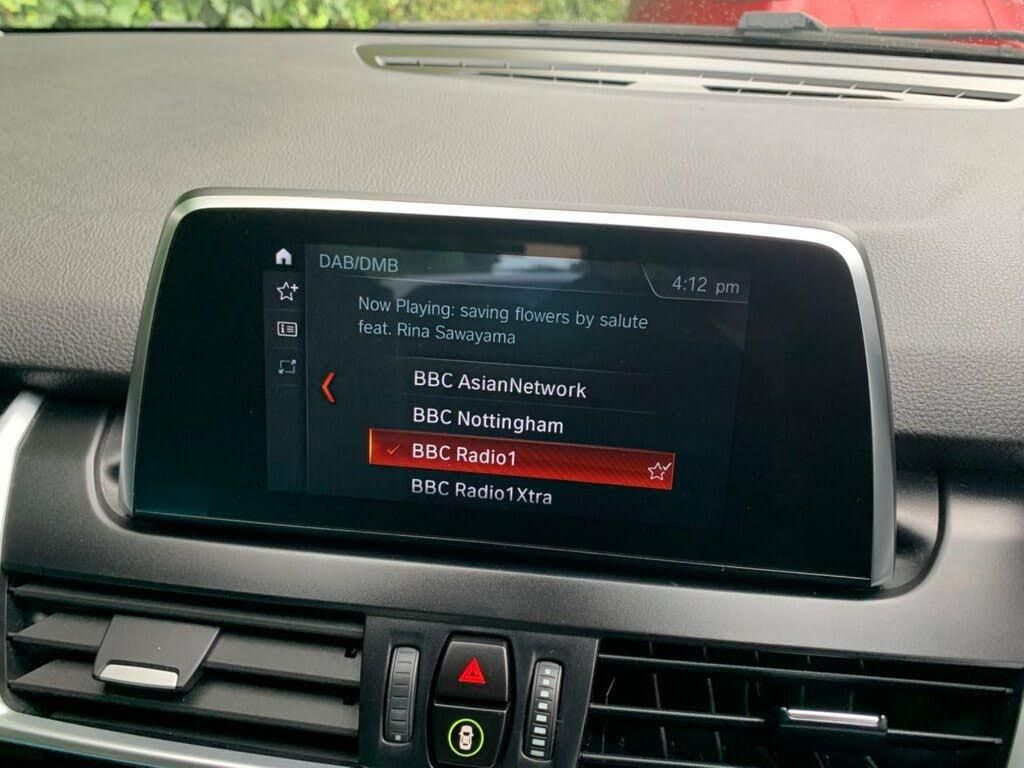 DAB/DMB
4:12 pm
Now Playing: saving flowers by salute
feat. Rina Sawayama
BBC AsianNetwork
BBC Nottingham
BBC Radio1
BBC Radio1Xtra